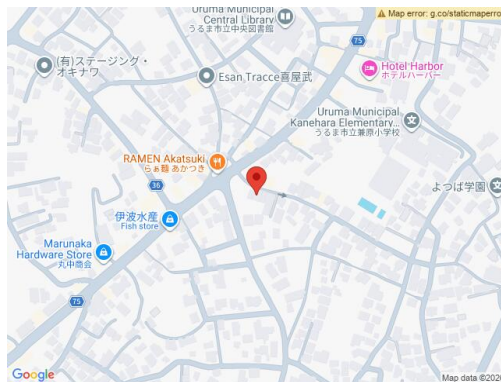 Uruma Municipal
Central Library
うるま市立中央図書館
Map error: g.co/staticmaperro
75
(有)ステージング・
オキナワ
Esan Tracce喜屋武
Hotel Harbor
ホテルハーバー
Uruma Municipal
Kanehara Elementary...
うるま市立兼原小学校
RAMEN Akatsuki
らぁ麺 あかつき
よつば学園
36
伊波水産
Fish store
Marunaka
Hardware Store
丸中商会
75
Google
Map data ©202